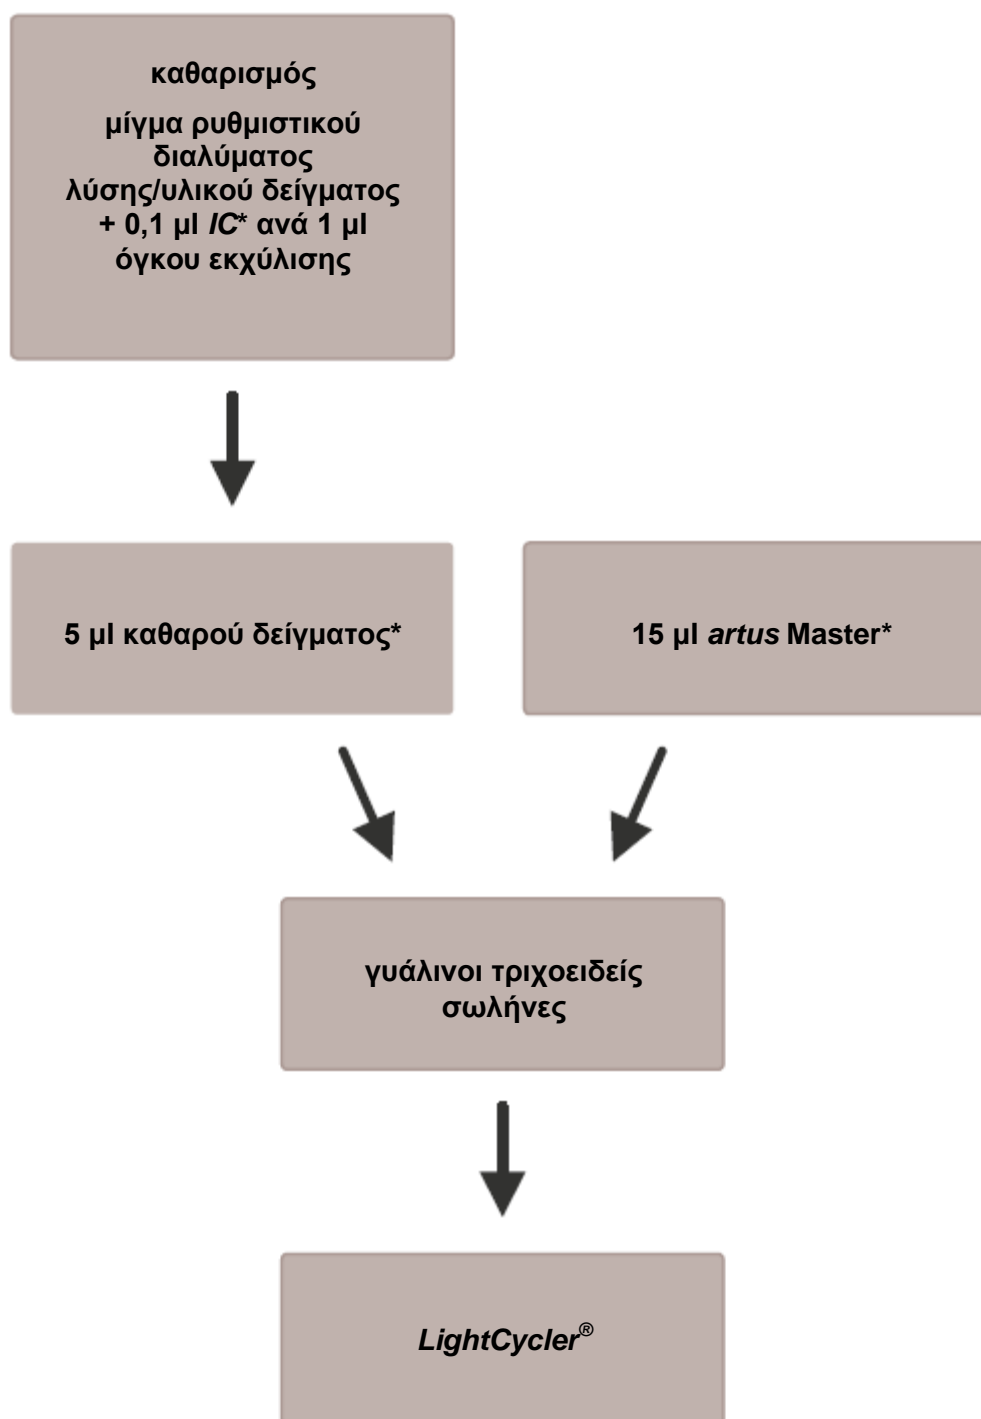 καθαρισμός
μίγμα ρυθμιστικού
διαλύματος
λύσης/υλικού δείγματος
+ 0,1 µl IC* ανά 1 µl
όγκου εκχύλισης
5 µl καθαρού δείγματος*
15 µl artus Master*
γυάλινοι τριχοειδείς
σωλήνες
LightCycler®